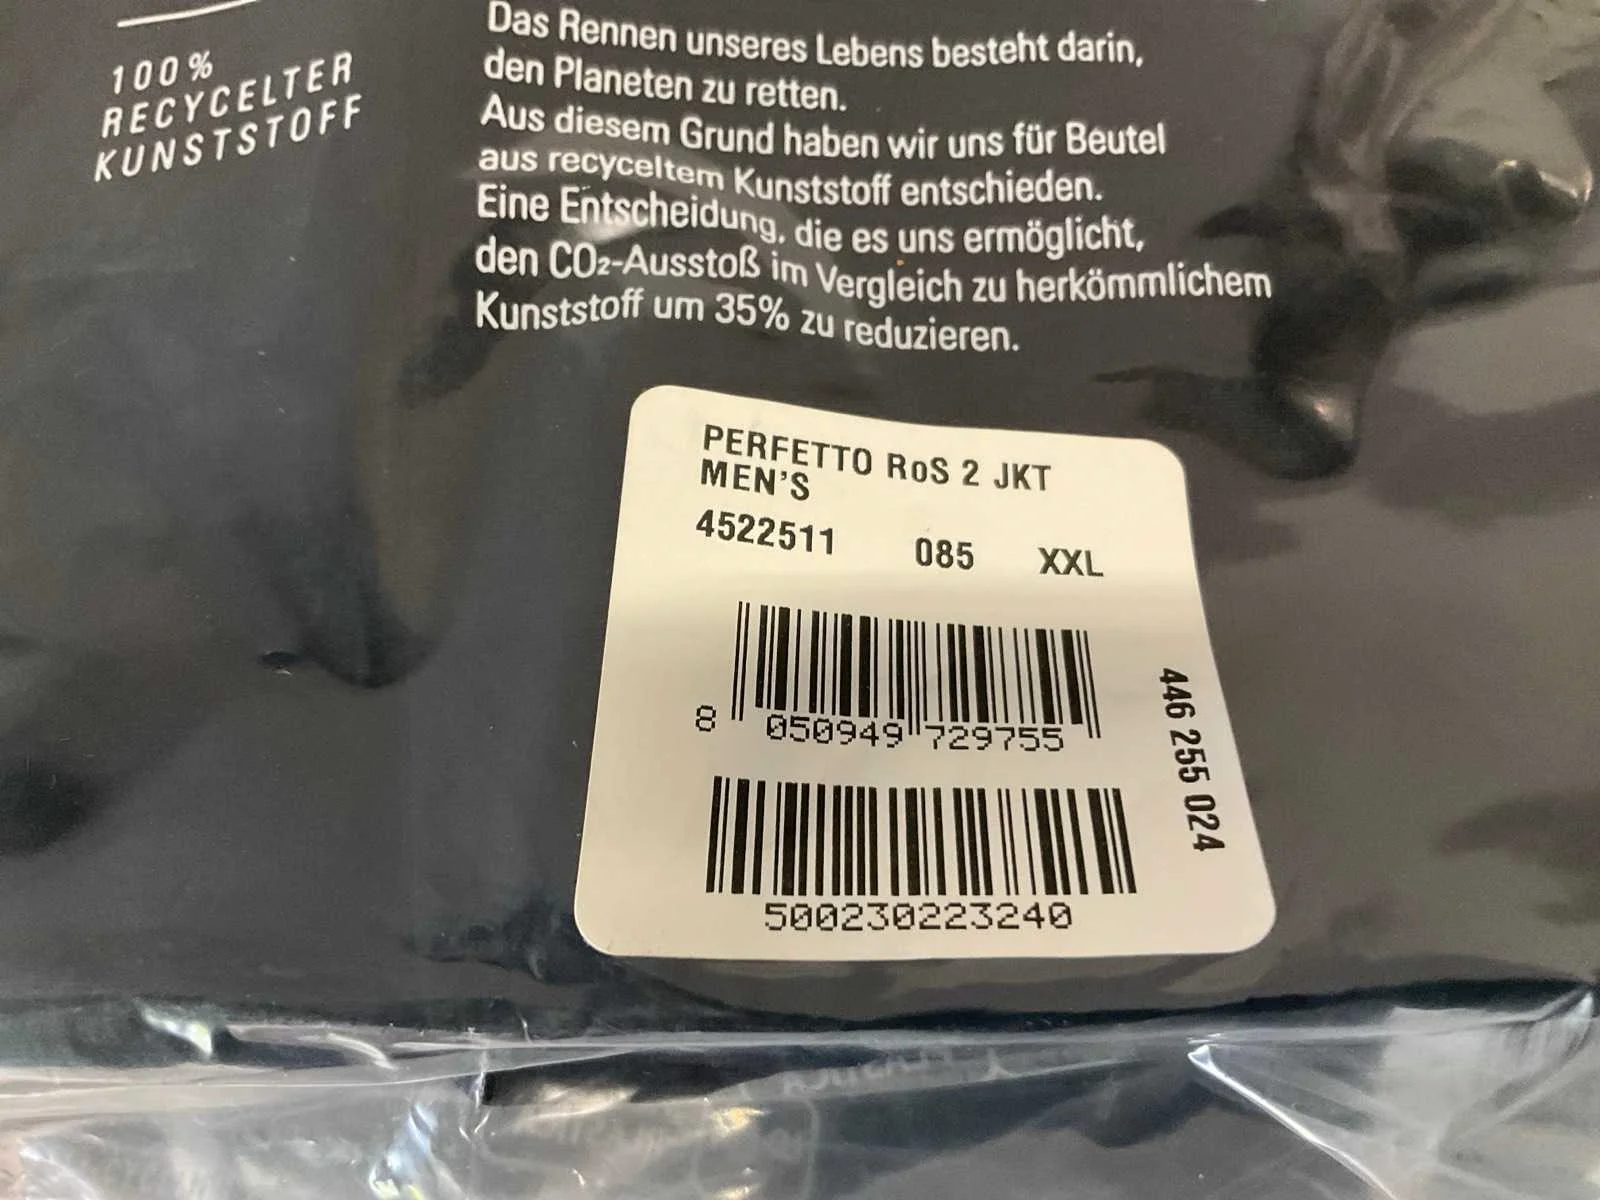 100%
RECYCELTER
KUNSTSTOFF
Das Rennen unseres Lebens besteht darin,
den Planeten zu retten.
Aus diesem Grund haben wir uns für Beutel
aus recyceltem Kunststoff entschieden.
Eine Entscheidung, die es uns ermöglicht,
den CO₂-Ausstoß im Vergleich zu herkömmlichem
Kunststoff um 35% zu reduzieren.
PERFETTO RoS 2 JKT
MEN'S
4522511 085 XXL
8 050949 729755
446 255 024
500230223240